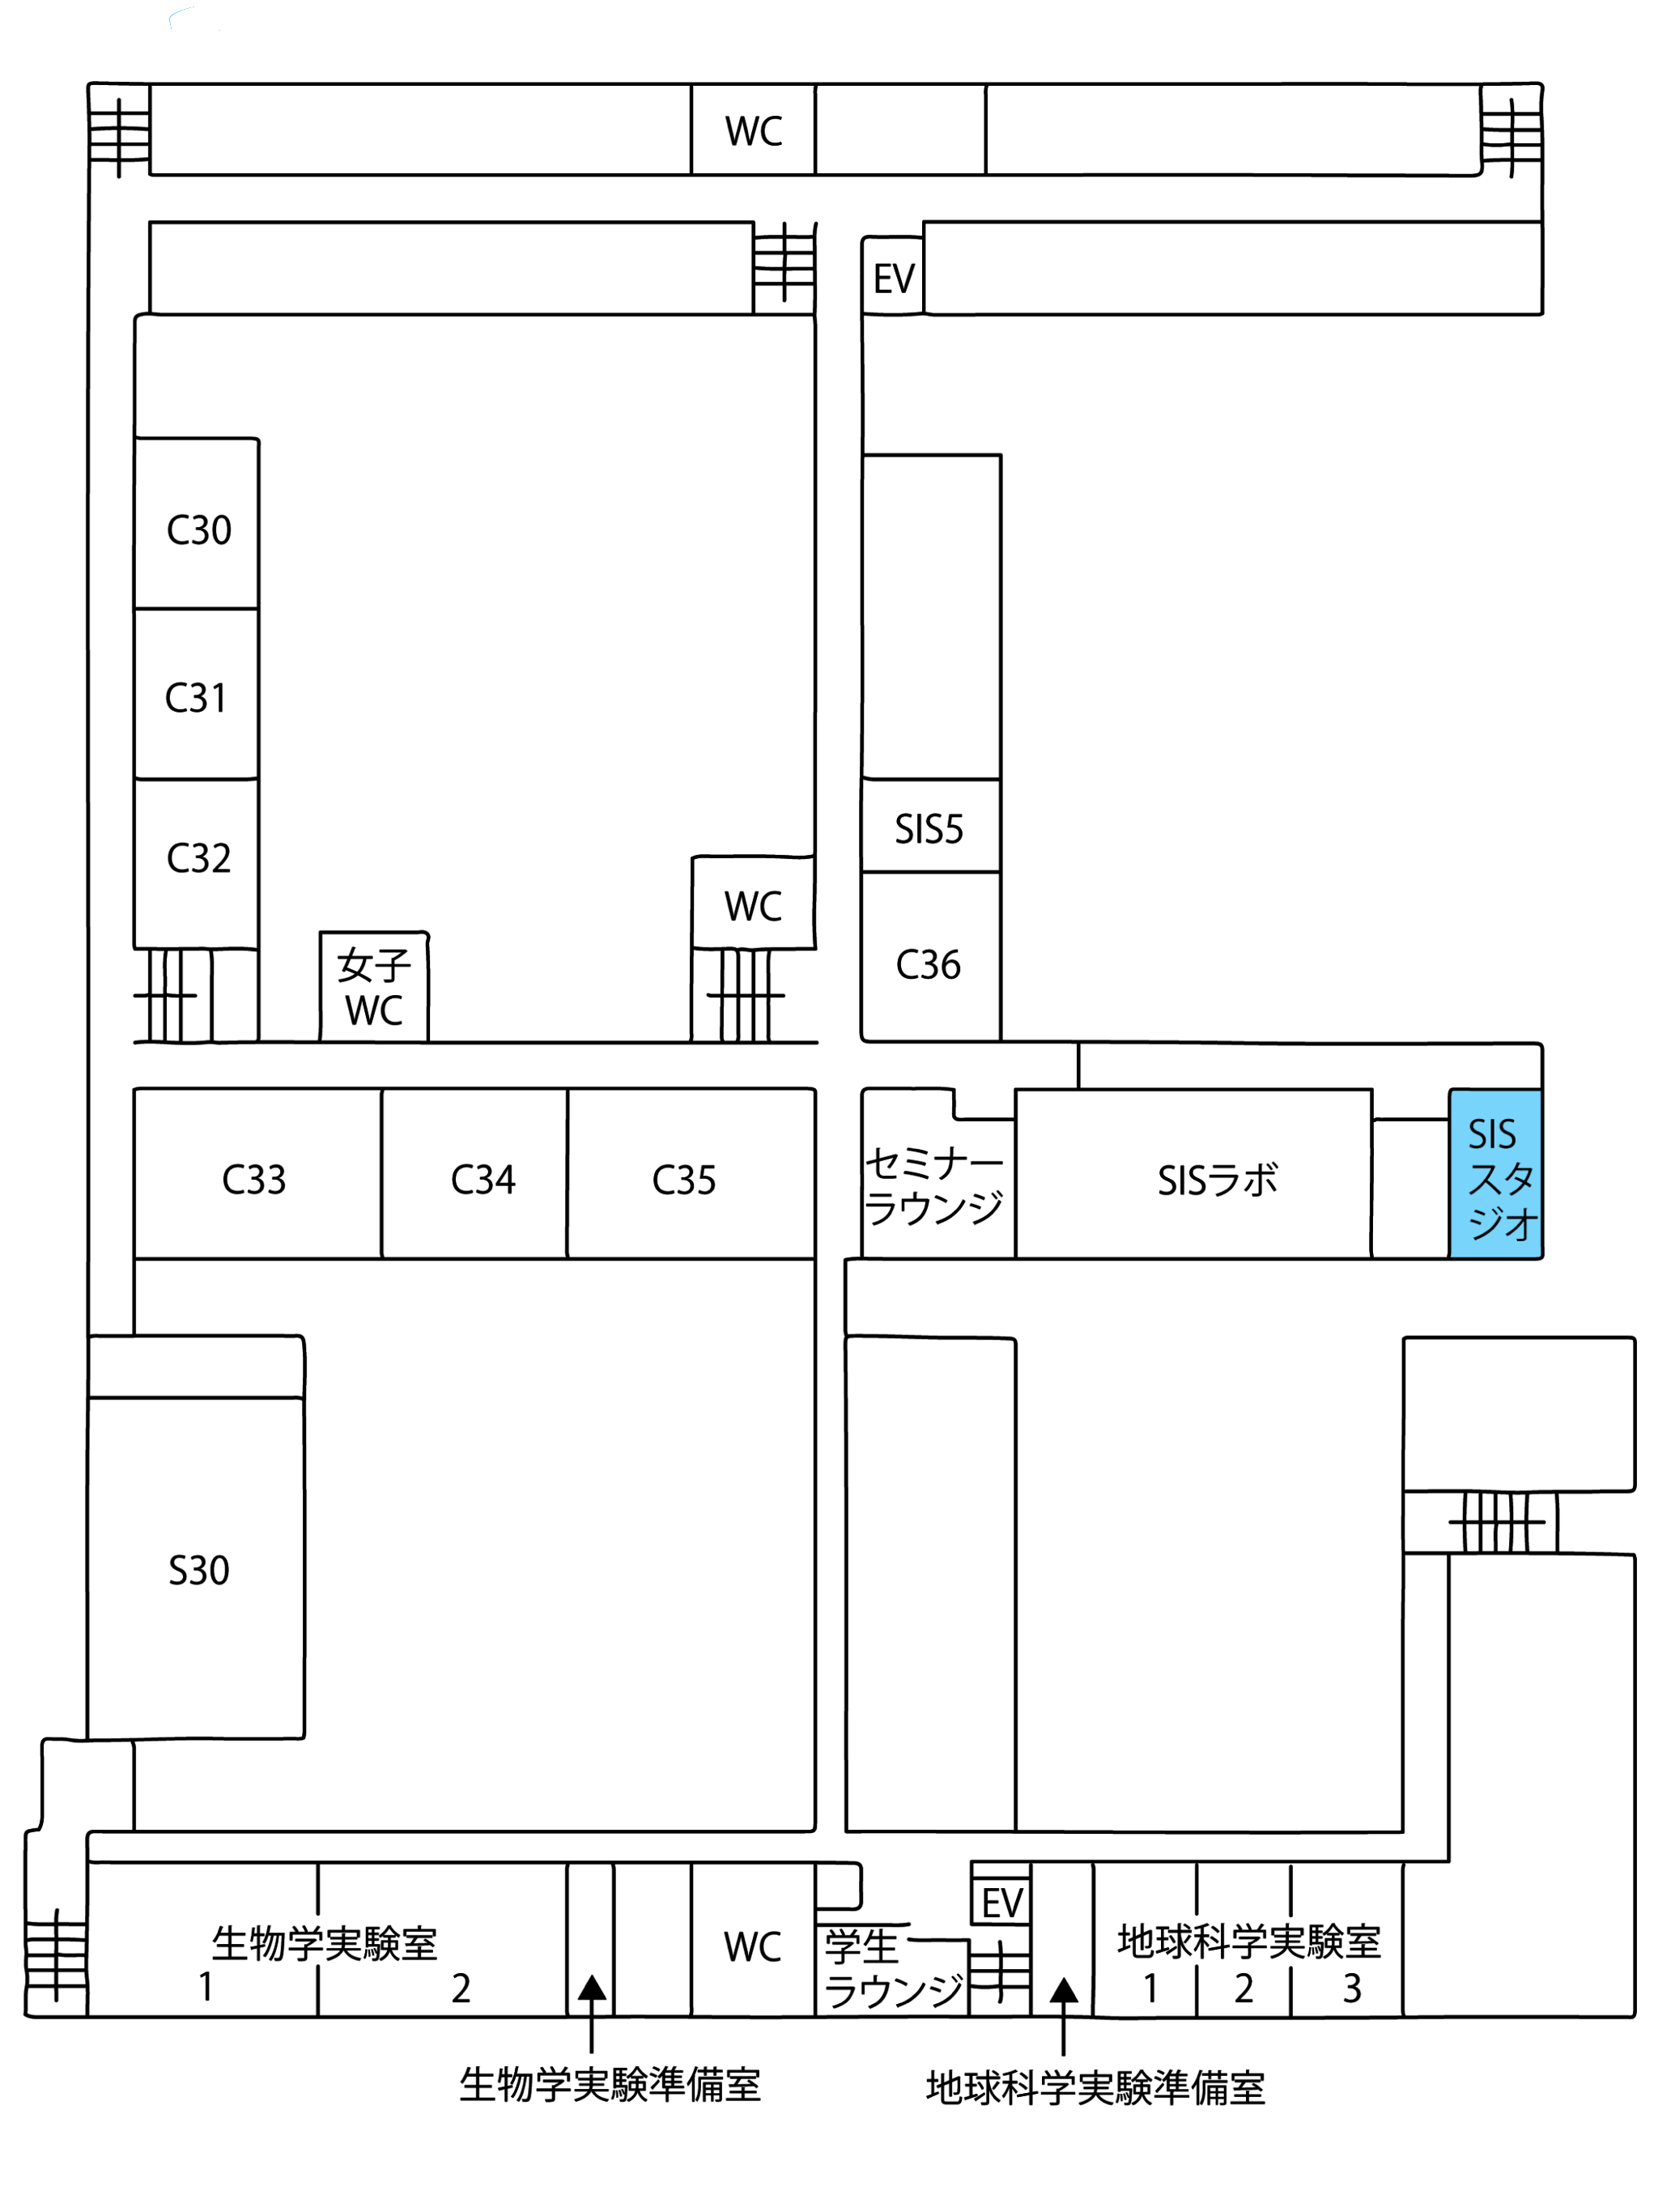 WC
EV
C30
C31
C32
SIS5
WC
C36
女子
WC
C33
C34
C35
セミナー
ラウンジ
SISラボ
SIS
スタ
ジオ
S30
生物学実験室
1
2
WC
学生
ラウンジ
EV
地球科学実験室
1
2
3
生物学実験準備室
地球科学実験準備室